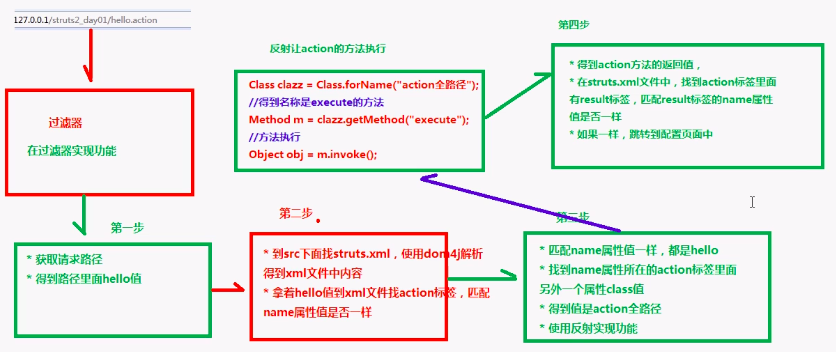 127.0.0.1/struts2_day01/hello.action
过滤器
在过滤器实现功能
第一步
* 获取请求路径
* 得到路径里面hello值
第二步
* 到src下面找struts.xml，使用dom4j解析
得到xml文件中内容
* 拿着hello值到xml文件找action标签，匹配
name属性值是否一样
第三步
* 匹配name属性值一样，都是hello
* 找到name属性所在的action标签里面
另外一个属性class值
* 得到值是action全路径
* 使用反射实现功能
反射让action的方法执行
Class clazz = Class.forName("action全路径");
//得到名称是execute的方法
Method m = clazz.getMethod("execute");
//方法执行
Object obj = m.invoke();
第四步
* 得到action方法的返回值，
* 在struts.xml文件中，找到action标签里面
有result标签，匹配result标签的name属性
值是否一样
* 如果一样，跳转到配置页面中